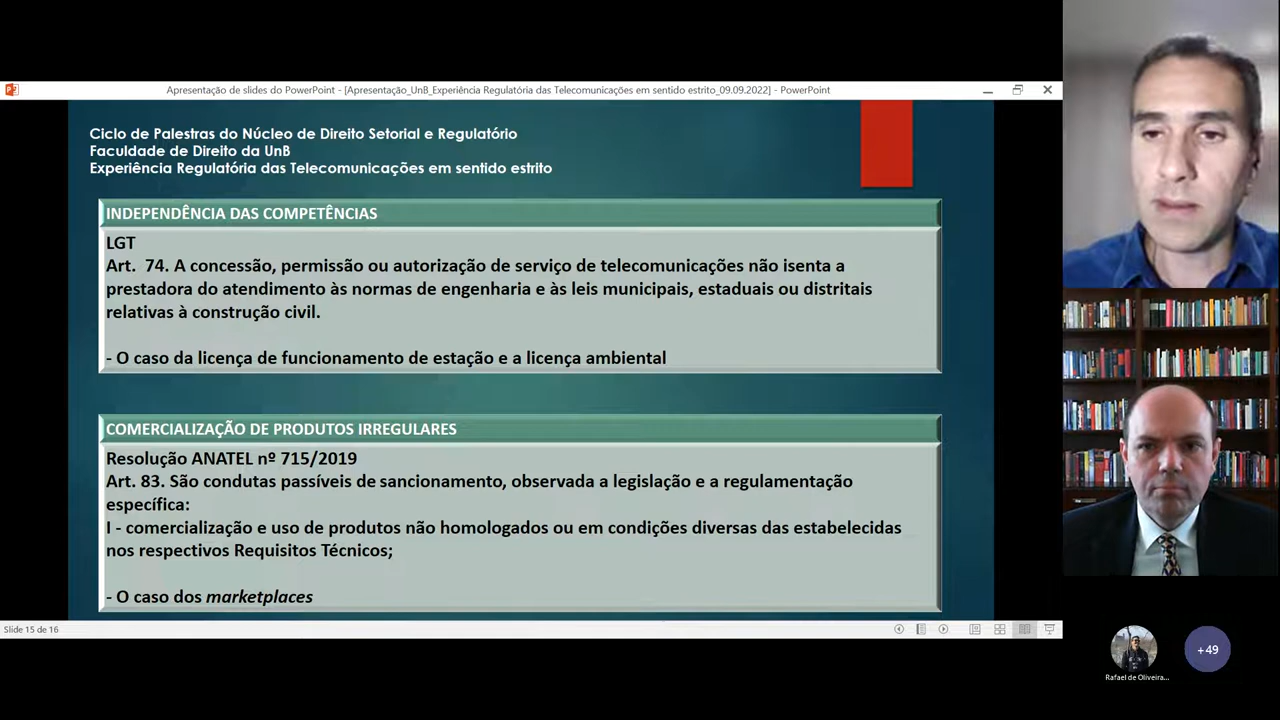 Apresentação de slides do PowerPoint - [Apresentação_UnB_Experiência Regulatória das Telecomunicações em sentido estrito_09.09.2022] - PowerPoint
Ciclo de Palestras do Núcleo de Direito Setorial e Regulatório
Faculdade de Direito da UnB
Experiência Regulatória das Telecomunicações em sentido estrito
INDEPENDÊNCIA DAS COMPETÊNCIAS
LGT
Art. 74. A concessão, permissão ou autorização de serviço de telecomunicações não isenta a
prestadora do atendimento às normas de engenharia e às leis municipais, estaduais ou distritais
relativas à construção civil.
- O caso da licença de funcionamento de estação e a licença ambiental
COMERCIALIZAÇÃO DE PRODUTOS IRREGULARES
Resolução ANATEL nº 715/2019
Art. 83. São condutas passíveis de sancionamento, observada a legislação e a regulamentação
específica:
I - comercialização e uso de produtos não homologados ou em condições diversas das estabelecidas
nos respectivos Requisitos Técnicos;
- O caso dos marketplaces
Slide 15 de 16
+49
Rafael de Oliveira...